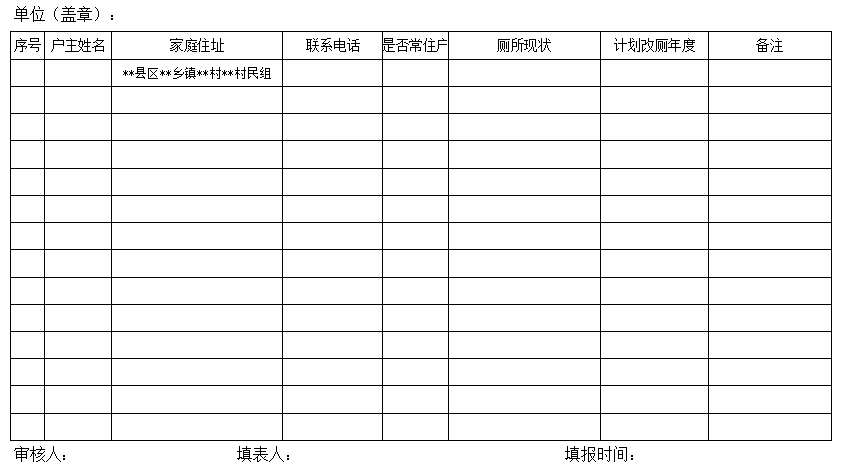 单位（盖章）：
序号 户主姓名 家庭住址 联系电话 是否常住户 厕所现状 计划改厕年度 备注
**县区**乡镇**村**村民组
审核人： 填表人： 填报时间：